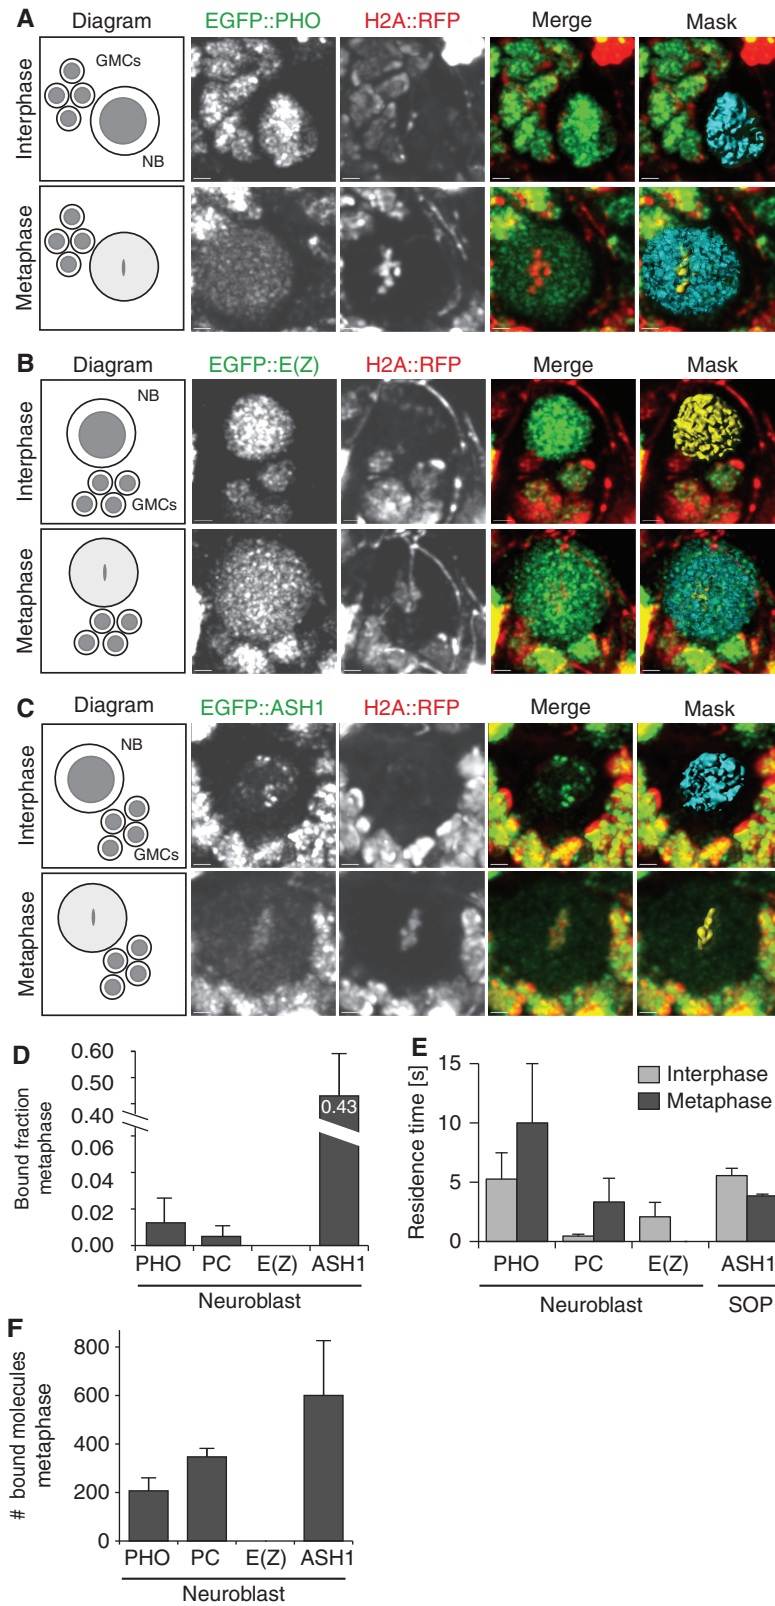 A Diagram EGFP::PHO H2A::RFP Merge Mask
Interphase
GMCs
NB
Metaphase
B Diagram EGFP::E(Z) H2A::RFP Merge Mask
Interphase
NB
GMCs
Metaphase
C Diagram EGFP::ASH1 H2A::RFP Merge Mask
Interphase
NB
GMCs
Metaphase
D
Bound fraction
metaphase
0.60
0.50
0.40
0.06
0.04
0.02
0.00
0.43
PHO PC E(Z) ASH1
Neuroblast
E
Residence time [s]
15
10
5
0
Interphase
Metaphase
PHO PC E(Z) ASH1
Neuroblast SOP
F
# bound molecules
metaphase
800
600
400
200
0
PHO PC E(Z) ASH1
Neuroblast